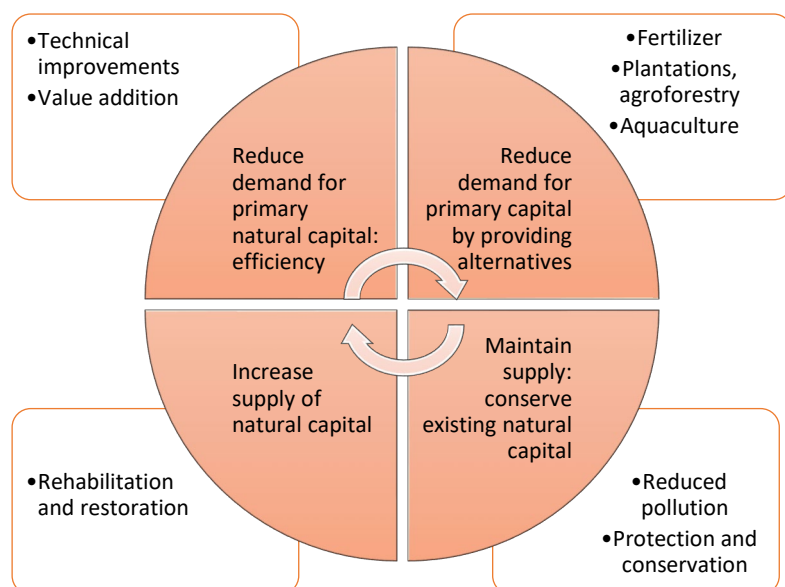 •Technical
improvements
•Value addition
•Fertilizer
•Plantations,
agroforestry
•Aquaculture
Reduce
demand for
primary
natural capital:
efficiency
Reduce
demand for
primary capital
by providing
alternatives
Increase
supply of
natural capital
Maintain
supply:
conserve
existing natural
capital
•Rehabilitation
and restoration
•Reduced
pollution
•Protection and
conservation